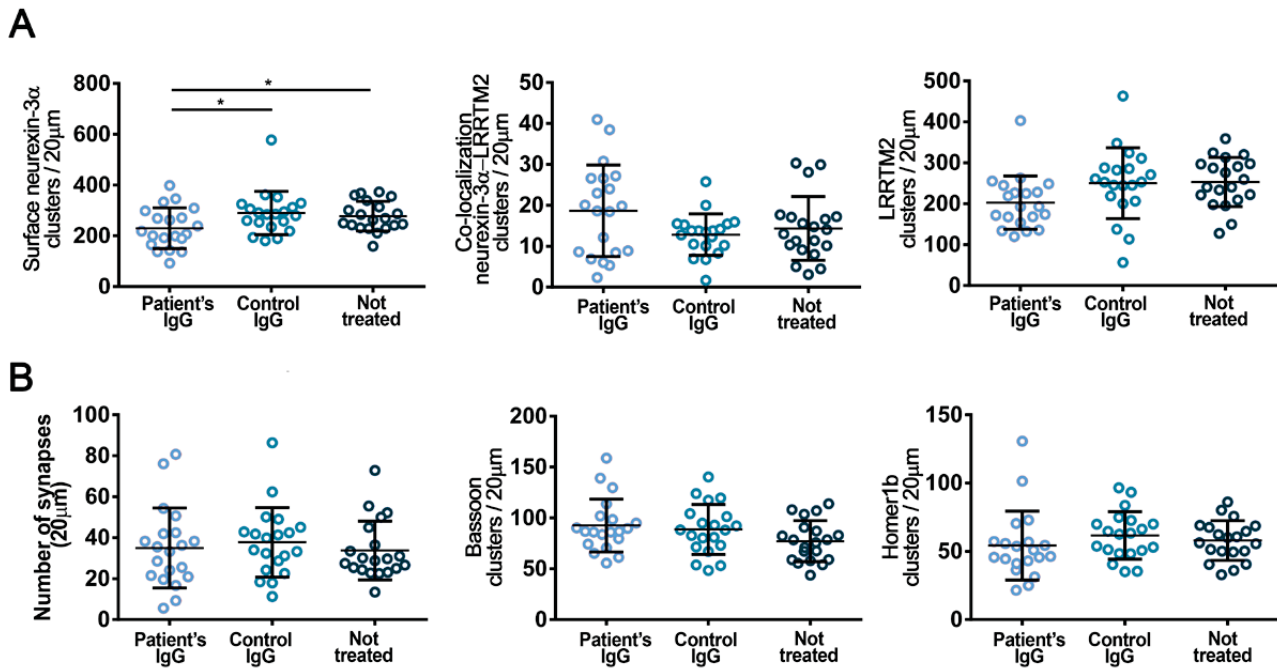 A
Surface neurexin-3α
clusters / 20μm
800
600
400
200
0
*
*
Patient's
IgG
Control
IgG
Not
treated
Co-localization
neurexin-3α–LRRTM2
clusters / 20μm
50
40
30
20
10
0
Patient's
IgG
Control
IgG
Not
treated
LRRTM2
clusters / 20μm
500
400
300
200
100
0
Patient's
IgG
Control
IgG
Not
treated
B
Number of synapses
(20μm)
100
80
60
40
20
0
Patient's
IgG
Control
IgG
Not
treated
Bassoon
clusters / 20μm
200
150
100
50
0
Patient's
IgG
Control
IgG
Not
treated
Homer1b
clusters / 20μm
150
100
50
0
Patient's
IgG
Control
IgG
Not
treated